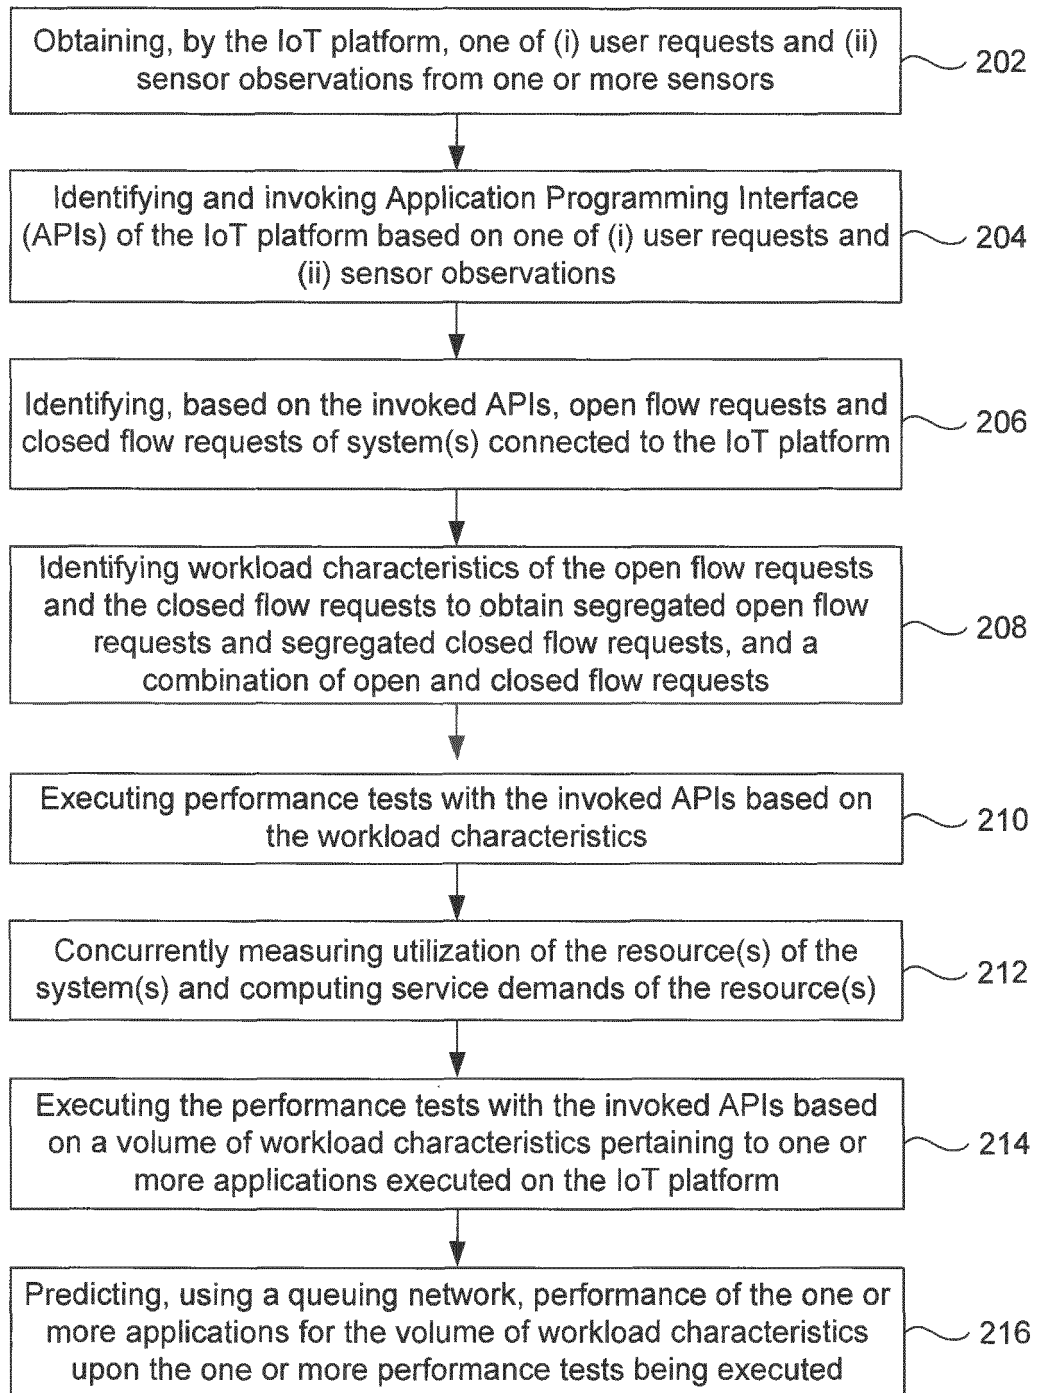 Obtaining, by the IoT platform, one of (i) user requests and (ii)
sensor observations from one or more sensors
202
Identifying and invoking Application Programming Interface
(APIs) of the IoT platform based on one of (i) user requests and
(ii) sensor observations
204
Identifying, based on the invoked APIs, open flow requests and
closed flow requests of system(s) connected to the IoT platform
206
Identifying workload characteristics of the open flow requests
and the closed flow requests to obtain segregated open flow
requests and segregated closed flow requests, and a
combination of open and closed flow requests
208
Executing performance tests with the invoked APIs based on
the workload characteristics
210
Concurrently measuring utilization of the resource(s) of the
system(s) and computing service demands of the resource(s)
212
Executing the performance tests with the invoked APIs based
on a volume of workload characteristics pertaining to one or
more applications executed on the IoT platform
214
Predicting, using a queuing network, performance of the one or
more applications for the volume of workload characteristics
upon the one or more performance tests being executed
216